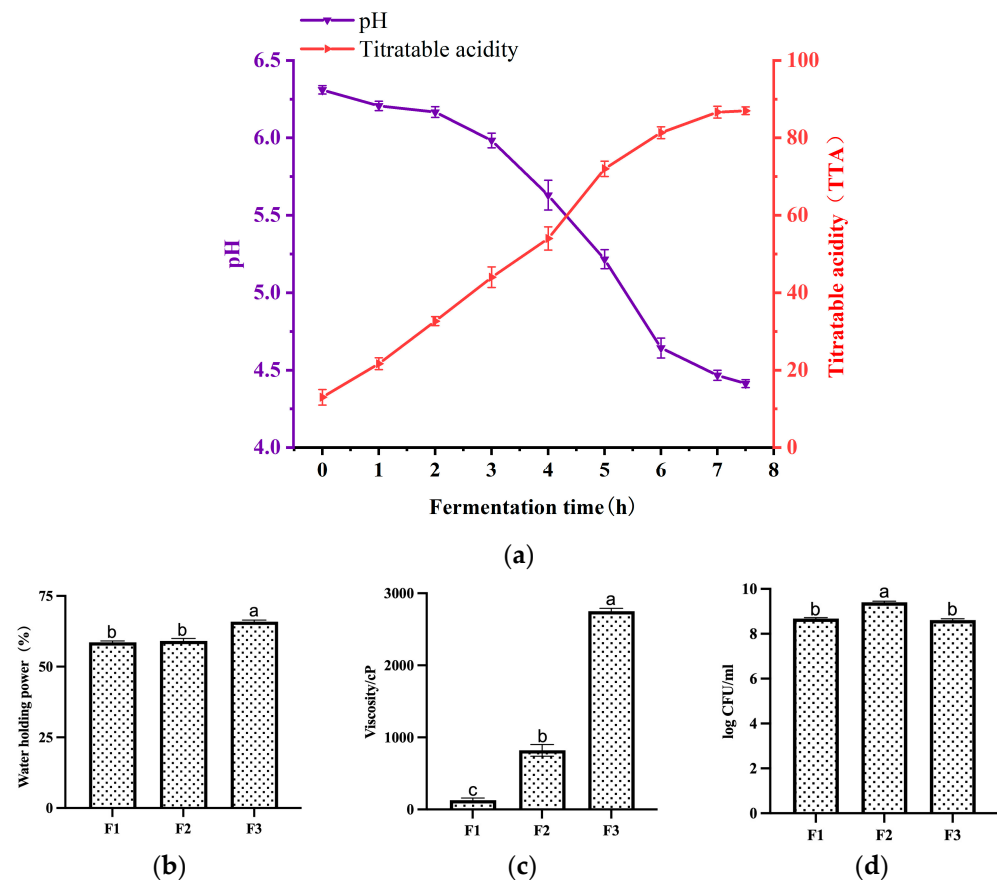 pH
Titratable acidity
6.5
6.0
5.5
5.0
4.5
4.0
pH
100
80
60
40
20
0
Titratable acidity（TTA）
0 1 2 3 4 5 6 7 8
Fermentation time(h)
(a)
Water holding power（%）
75
50
25
0
b b a
F1 F2 F3
(b)
Viscosity/cP
3000
2000
1000
0
c b a
F1 F2 F3
(c)
log CFU/ml
10
8
6
4
2
0
b a b
F1 F2 F3
(d)